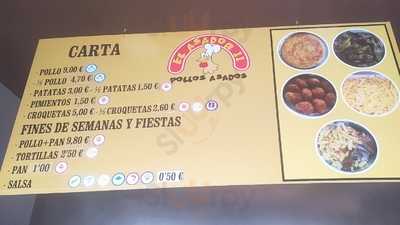 CARTA
EL ASADOR II
POLLOS ASADOS
- POLLO 9,00 €
- ½ POLLO 4,70 €
- PATATAS 3,00 € - ½ PATATAS 1,50 €
- PIMIENTOS 1,50 €
- CROQUETAS 5,00 € - ½ CROQUETAS 2,60 €
FINES DE SEMANAS Y FIESTAS
- POLLO+PAN 9,80 €
- TORTILLAS 2'50 €
- PAN 1'00
- SALSA 0'50 €